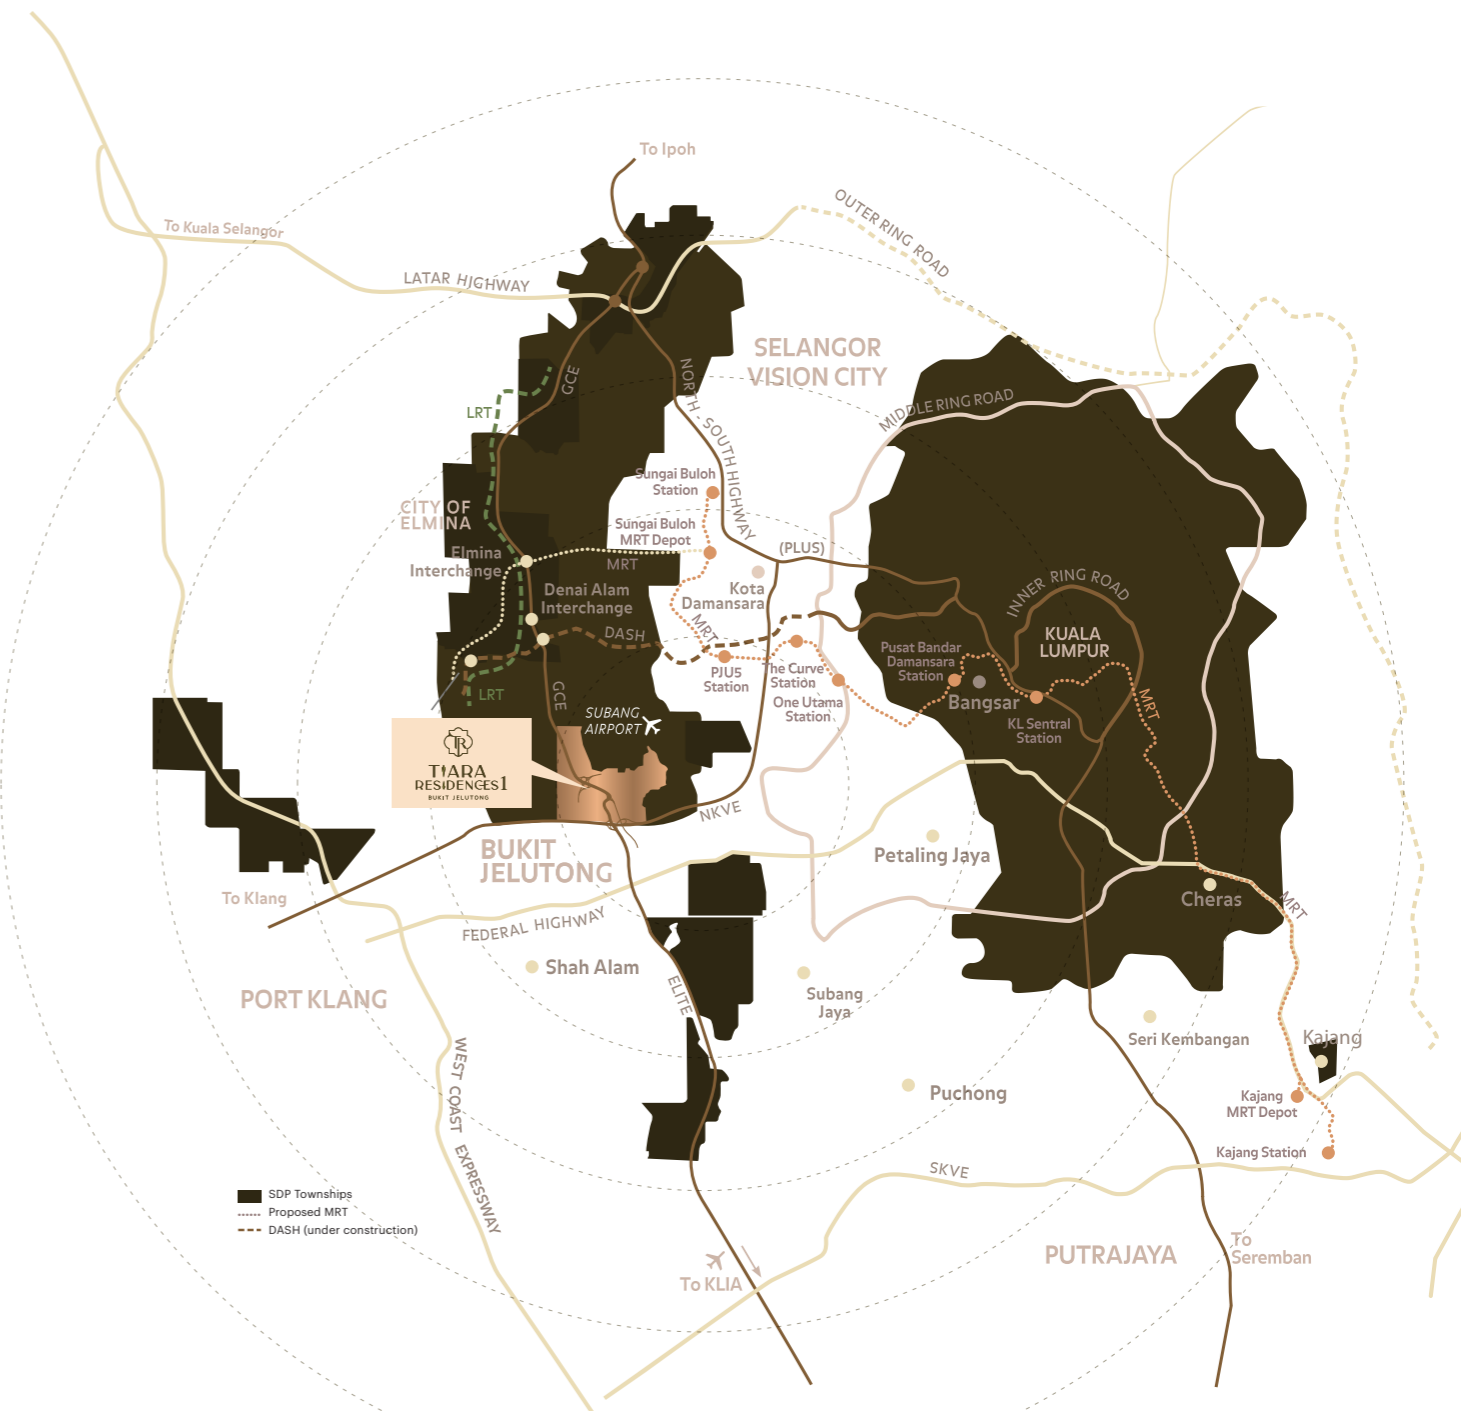 To Ipoh
To Kuala Selangor
OUTER RING ROAD
LATAR HIGHWAY
SELANGOR
VISION CITY
GCE
NORTH - SOUTH HIGHWAY
LRT
MIDDLE RING ROAD
Sungai Buloh
Station
CITY OF
ELMINA
Sungai Buloh
MRT Depot
(PLUS)
Elmina
Interchange
MRT
Denai Alam
Interchange
Kota
Damansara
INNER RING ROAD
DASH
MRT
KUALA
LUMPUR
Pusat Bandar
Damansara
Station
PJU5
Station
The Curve
Station
One Utama
Station
LRT
GCE
Bangsar
KL Sentral
Station
MRT
SUBANG
AIRPORT
TR
TIARA
RESIDENCES 1
BUKIT JELUTONG
NKVE
BUKIT
JELUTONG
Petaling Jaya
To Klang
Cheras
MRT
FEDERAL HIGHWAY
Shah Alam
PORT KLANG
ELITE
Subang
Jaya
Seri Kembangan
Kajang
WEST COAST EXPRESSWAY
Puchong
Kajang
MRT Depot
Kajang Station
SKVE
SDP Townships
Proposed MRT
DASH (under construction)
To KLIA
PUTRAJAYA
To
Seremban